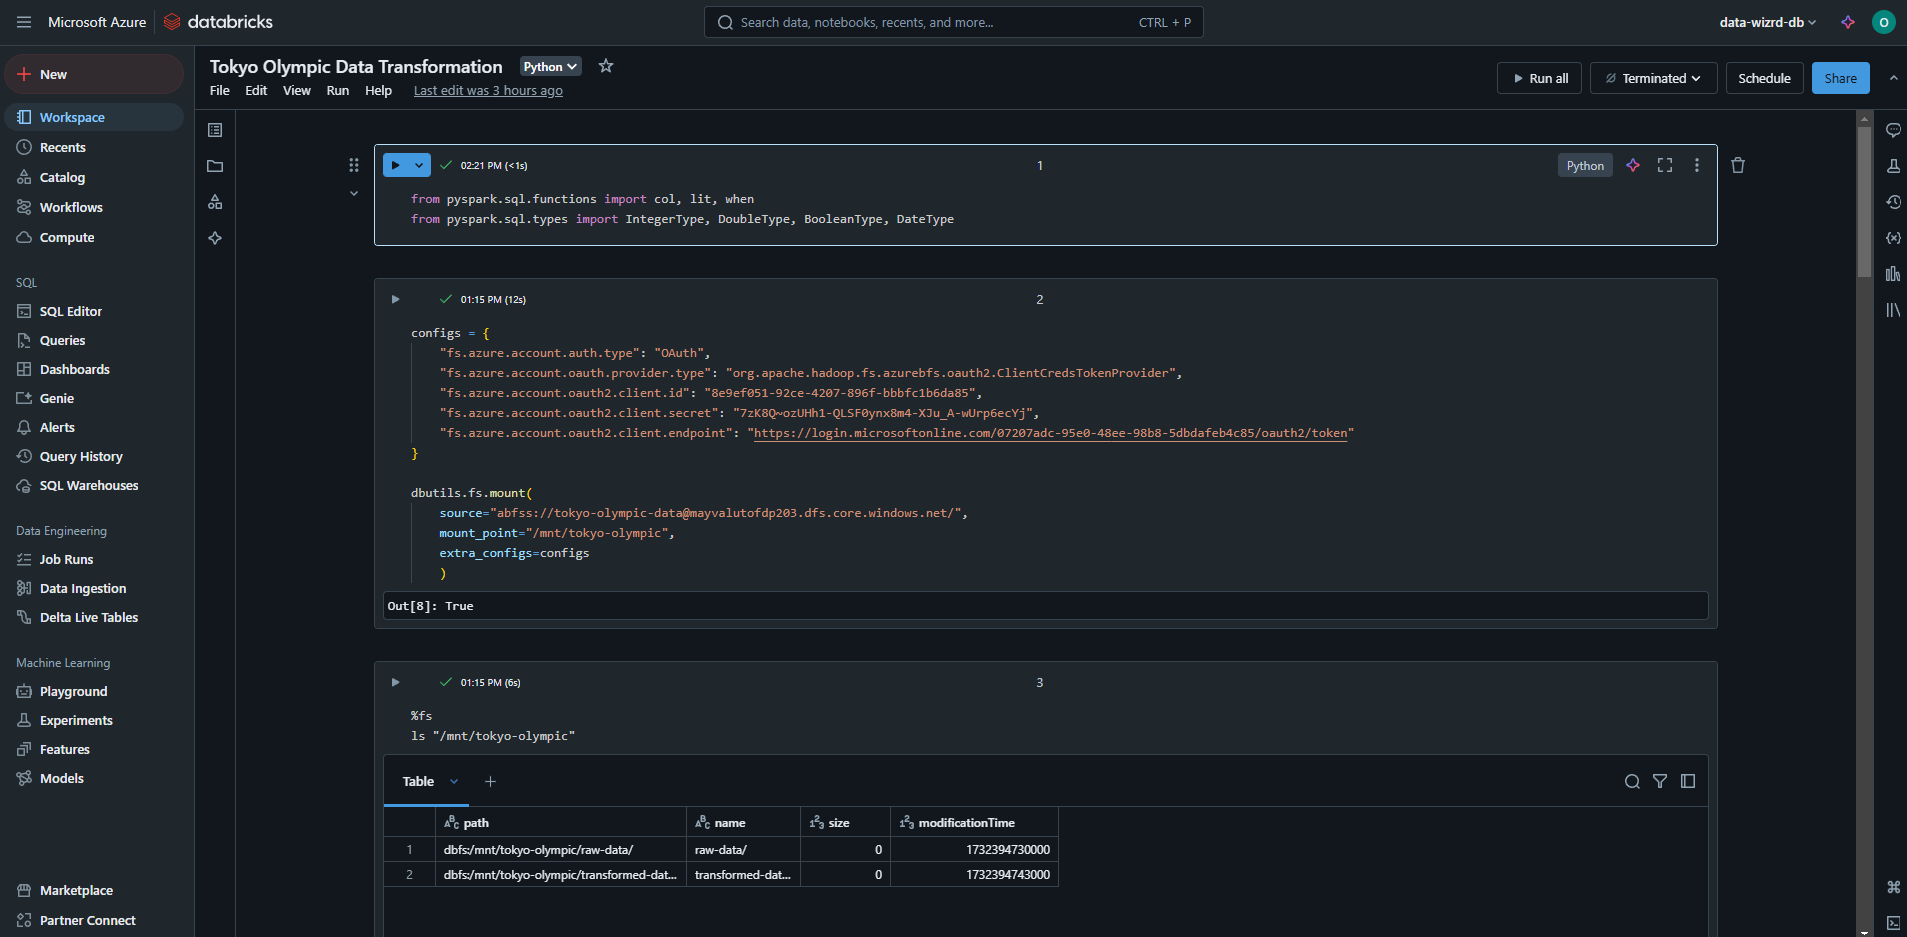 Microsoft Azure
databricks
Search data, notebooks, recents, and more...
CTRL + P
data-wizrd-db
O
New
Workspace
Recents
Catalog
Workflows
Compute
SQL
SQL Editor
Queries
Dashboards
Genie
Alerts
Query History
SQL Warehouses
Data Engineering
Job Runs
Data Ingestion
Delta Live Tables
Machine Learning
Playground
Experiments
Features
Models
Marketplace
Partner Connect
Tokyo Olympic Data Transformation
Python
File Edit View Run Help Last edit was 3 hours ago
Run all
Terminated
Schedule
Share
02:21 PM (<1s)
1
Python
from pyspark.sql.functions import col, lit, when
from pyspark.sql.types import IntegerType, DoubleType, BooleanType, DateType
01:15 PM (12s)
2
configs = {
"fs.azure.account.auth.type": "OAuth",
"fs.azure.account.oauth.provider.type": "org.apache.hadoop.fs.azurebfs.oauth2.ClientCredsTokenProvider",
"fs.azure.account.oauth2.client.id": "8e9ef051-92ce-4207-896f-bbbfc1b6da85",
"fs.azure.account.oauth2.client.secret": "7zK8Q~ozUHh1-QLSF0ynx8m4-XJu_A-wUrp6ecYj",
"fs.azure.account.oauth2.client.endpoint": "https://login.microsoftonline.com/07207adc-95e0-48ee-98b8-5dbdafeb4c85/oauth2/token"
}
dbutils.fs.mount(
source="abfss://tokyo-olympic-data@mayvalutofdp203.dfs.core.windows.net/",
mount_point="/mnt/tokyo-olympic",
extra_configs=configs
)
Out[8]: True
01:15 PM (6s)
3
%fs
ls "/mnt/tokyo-olympic"
Table
path name size modificationTime
1 dbfs:/mnt/tokyo-olympic/raw-data/ raw-data/ 0 1732394730000
2 dbfs:/mnt/tokyo-olympic/transformed-dat... transformed-dat... 0 1732394743000